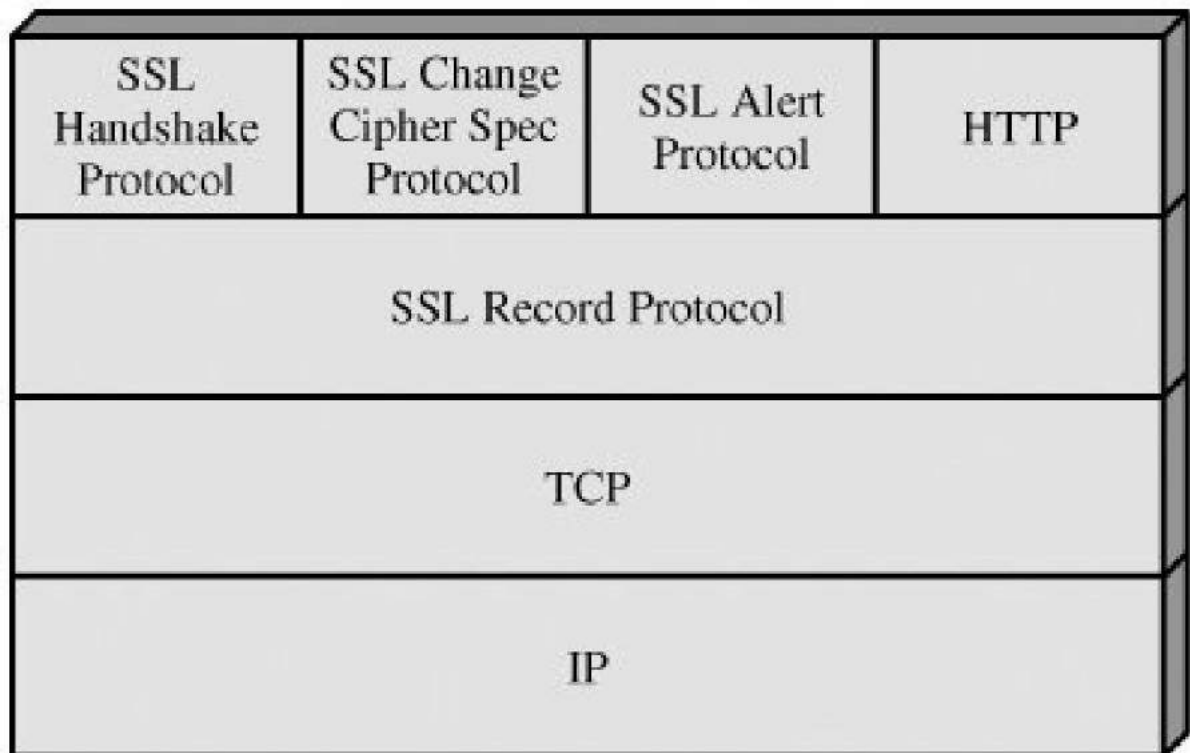 SSL
Handshake
Protocol
SSL Change
Cipher Spec
Protocol
SSL Alert
Protocol
HTTP
SSL Record Protocol
TCP
IP